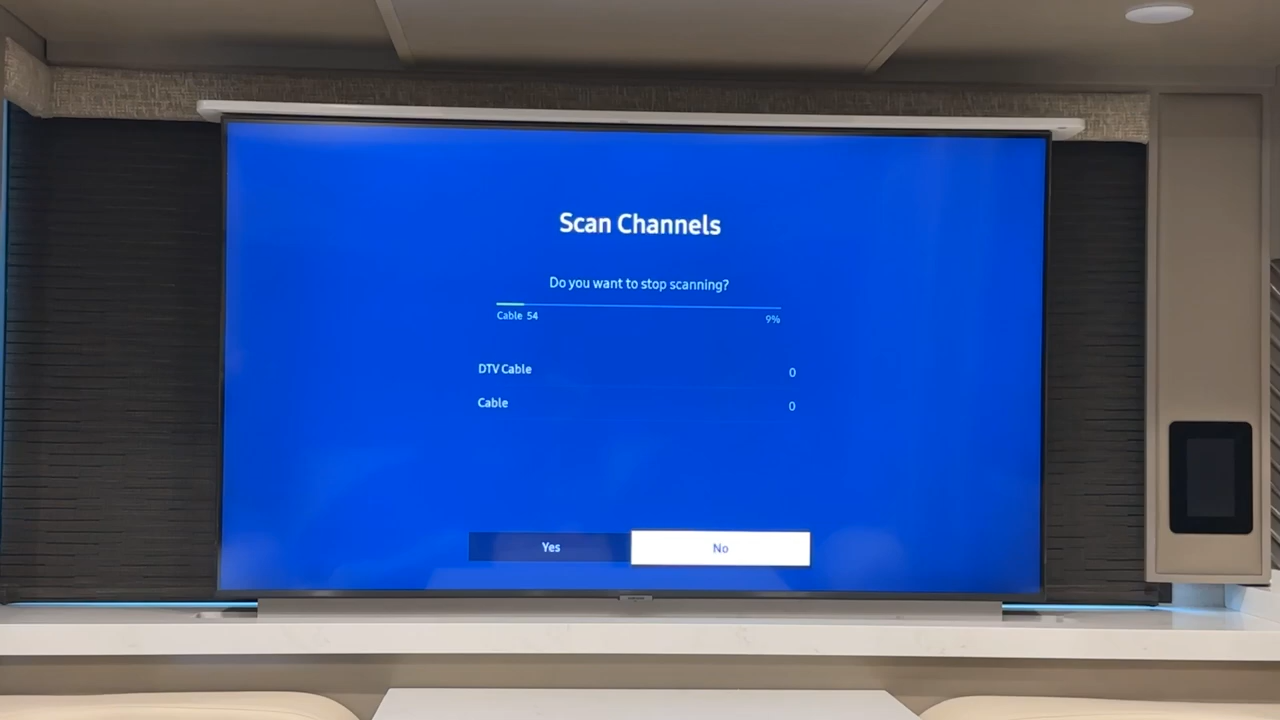 Scan Channels
Do you want to stop scanning?
Cable 54 9%
DTV Cable 0
Cable 0
Yes No